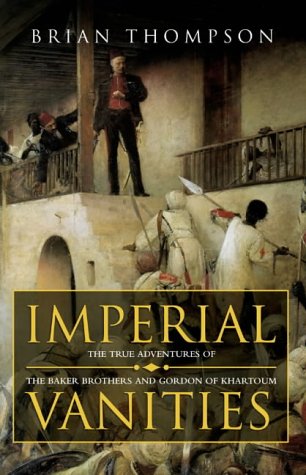 BRIAN THOMPSON
IMPERIAL
THE TRUE ADVENTURES OF
THE BAKER BROTHERS AND GORDON OF KHARTOUM
VANITIES